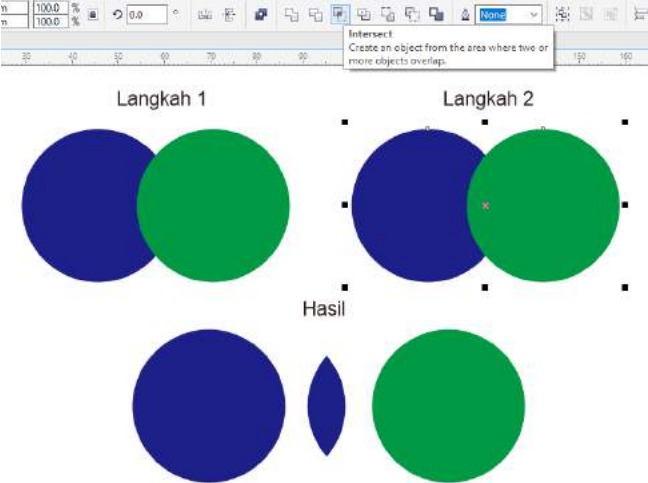 100.0 %
100.0 %
0.0
None
Intersect
Create an object from the area where two or
more objects overlap.
30 40 50 60 70 80 90 150 160
Langkah 1
Langkah 2
Hasil